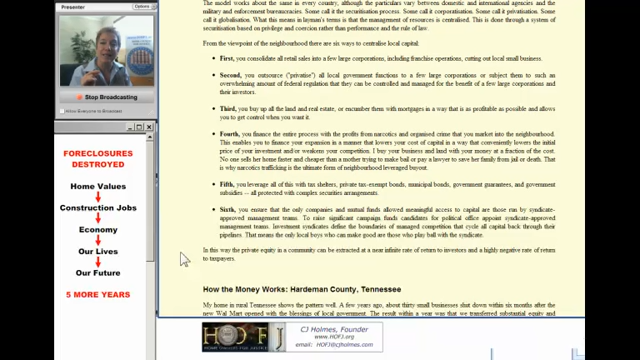 The model works about the same in every country, although the particulars vary between domestic and international agencies and the
military and enforcement bureaucracies. Some call it the securitisation process. Some call it corporatisation. Some call it privatisation. Some
call it globalisation. What this means in layman's terms is that the management of resources is centralised. This is done through a system of
securitisation based on privilege and coercion rather than performance and the rule of law.
From the viewpoint of the neighbourhood there are six ways to centralise local capital.
First, you consolidate all retail sales into a few large corporations, including franchise operations, cutting out local small business.
Second, you outsource ("privatise") all local government functions to a few large corporations or subject them to such an
overwhelming amount of federal regulation that they can be controlled and managed for the benefit of a few large corporations and
their investors.
Third, you buy up all the land and real estate, or encumber them with mortgages in a way that is as profitable as possible and allows
you to get control when you want it.
Fourth, you finance the entire process with the profits from narcotics and organised crime that you market into the neighbourhood.
This enables you to finance your expansion in a manner that lowers your cost of capital in a way that conveniently lowers the initial
price of your investment and/or weakens your competition. I buy your business and land with your money at a fraction of the cost.
No one sells her home faster and cheaper than a mother trying to make bail or pay a lawyer to save her family from jail or death. That
is why narcotics trafficking is the ultimate form of neighbourhood leveraged buyout.
Fifth, you leverage all of this with tax shelters, private tax-exempt bonds, municipal bonds, government guarantees, and government
subsidies -- all protected with complex securities arrangements.
Sixth, you ensure that the only companies and mutual funds allowed meaningful access to capital are those run by syndicate-
approved management teams. To raise significant campaign funds candidates for political office appoint syndicate-approved
management teams. Investment syndicates define the boundaries of managed competition that cycle all capital back through their
pipelines. That means the only local boys who can make good are those who play ball with the syndicate.
In this way the private equity in a community can be extracted at a near infinite rate of return to investors and a highly negative rate of return
to taxpayers.
How the Money Works: Hardeman County, Tennessee
My home in rural Tennessee shows the pattern well. A few years ago, about thirty small businesses shut down within six months after the
new Wal Mart opened with the blessings of local government. The result within a year was that we transferred substantial equity and
Presenter
Options
Stop Broadcasting
FORECLOSURES
DESTROYED
Home Values
Construction Jobs
Economy
Our Lives
Our Future
5 MORE YEARS
HOFJ
CJ Holmes, Founder
www.HOFJ.org
email: HOFJ@cjholmes.com